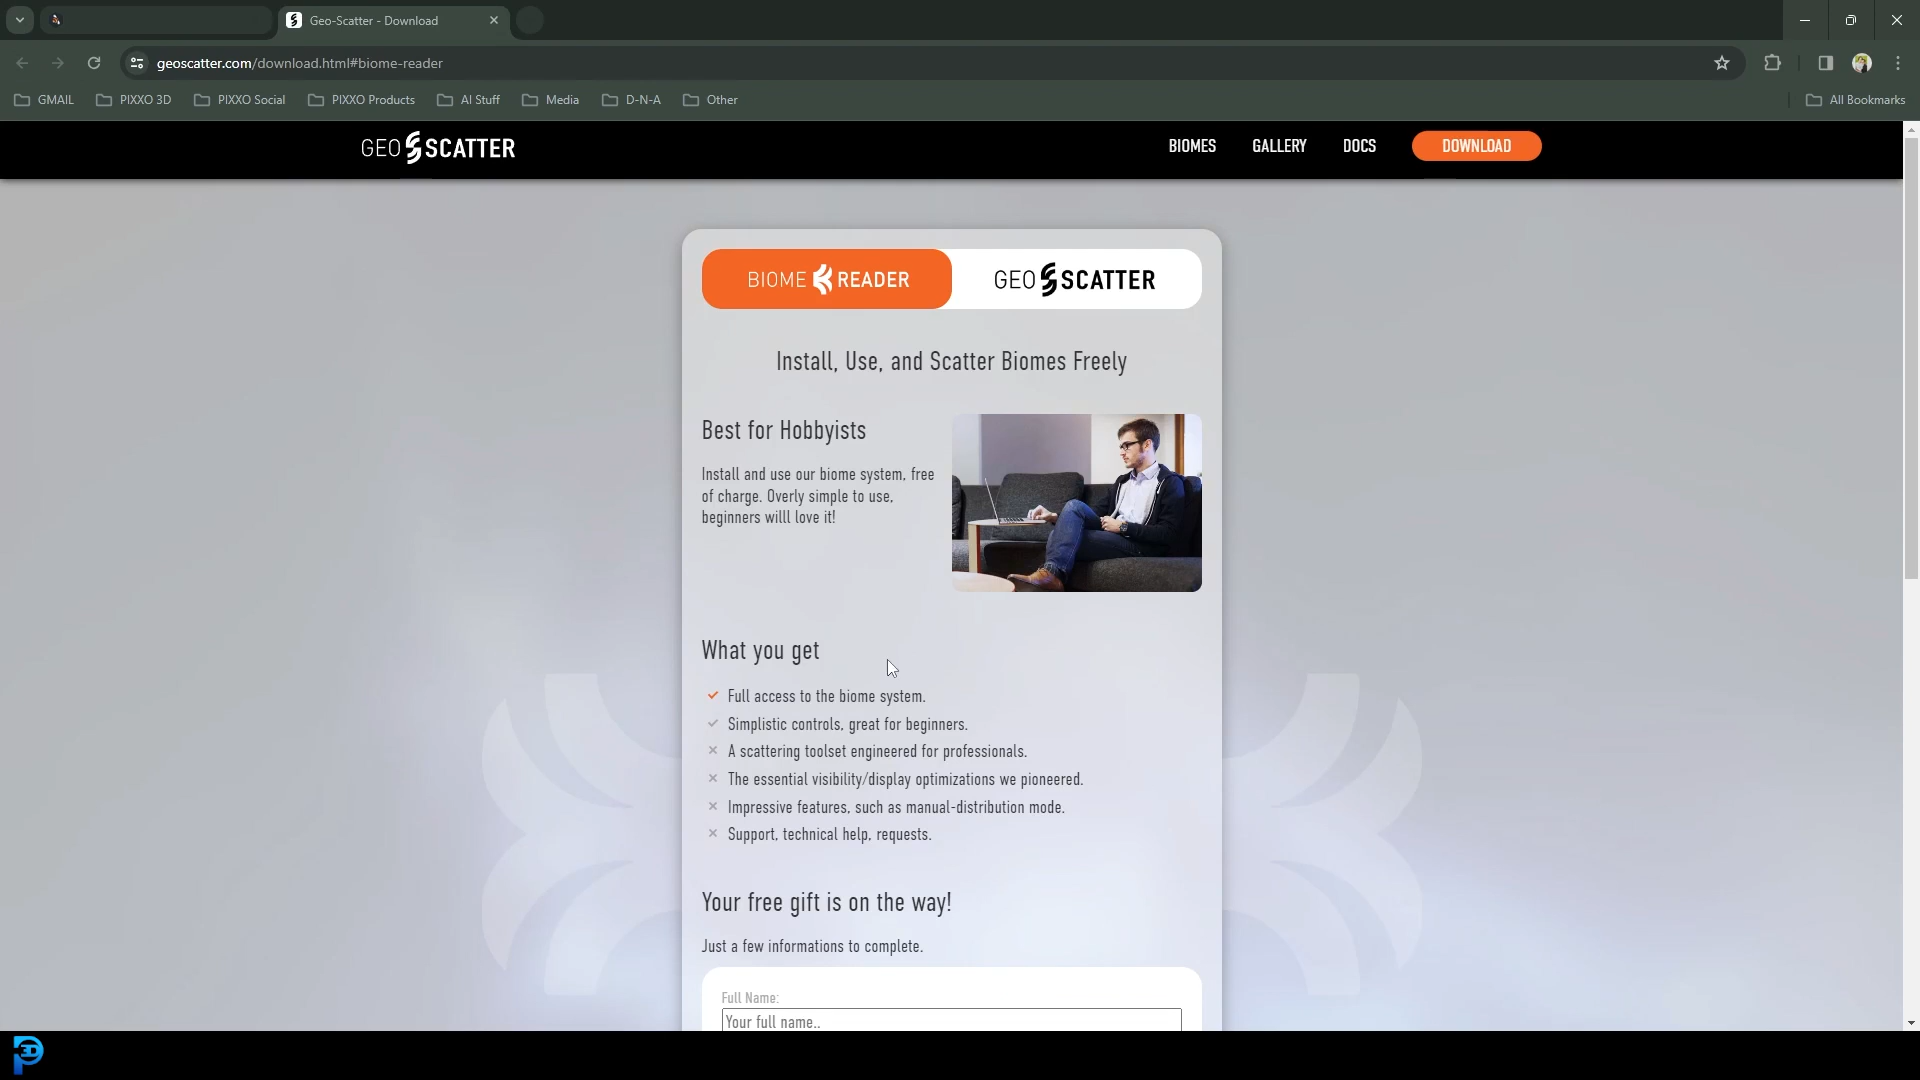 Geo-Scatter - Download
geoscatter.com/download.html#biome-reader
GMAIL PIXXO 3D PIXXO Social PIXXO Products AI Stuff Media D-N-A Other All Bookmarks
GEO SCATTER BIOMES GALLERY DOCS DOWNLOAD
BIOME READER GEO SCATTER
Install, Use, and Scatter Biomes Freely
Best for Hobbyists
Install and use our biome system, free
of charge. Overly simple to use,
beginners willl love it!
What you get
Full access to the biome system.
Simplistic controls, great for beginners.
A scattering toolset engineered for professionals.
The essential visibility/display optimizations we pioneered.
Impressive features, such as manual-distribution mode.
Support, technical help, requests.
Your free gift is on the way!
Just a few informations to complete.
Full Name:
Your full name..
3D